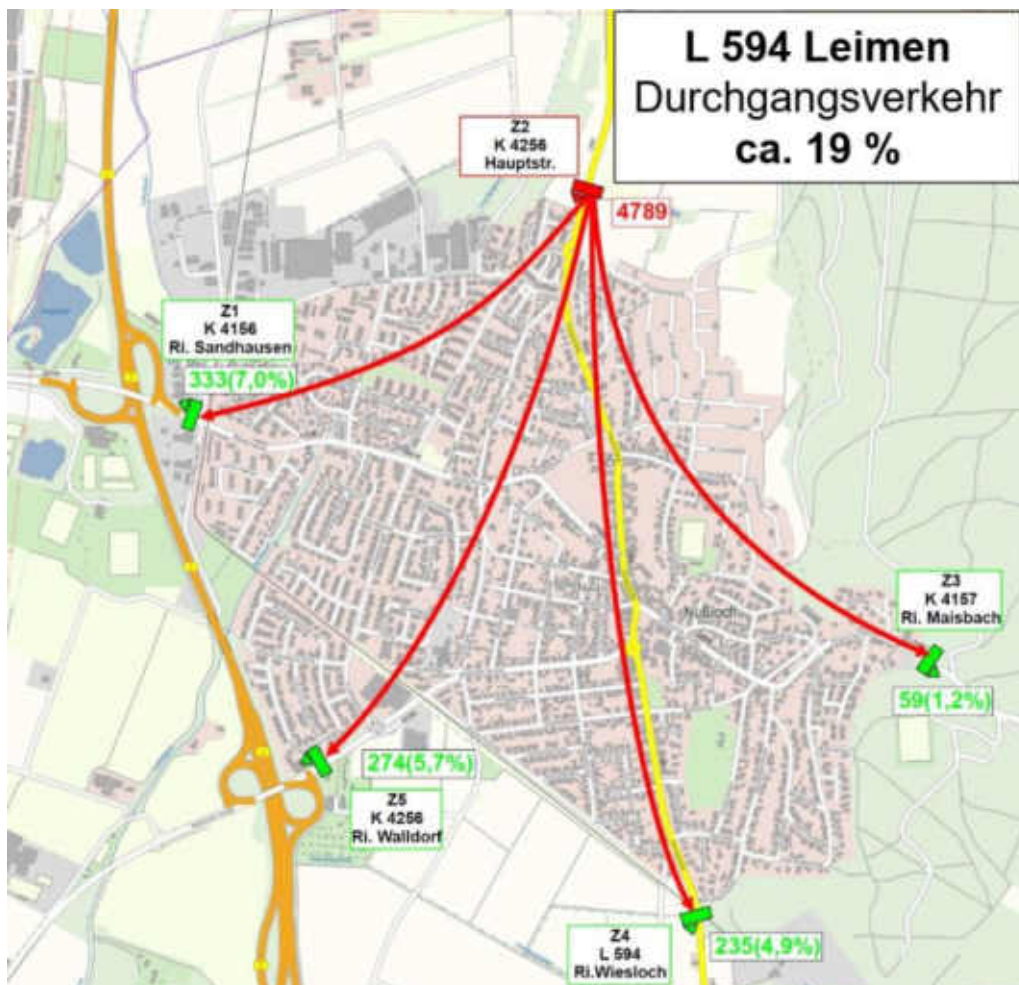 L 594 Leimen
Durchgangsverkehr
ca. 19 %
Z2
K 4256
Hauptstr.
4789
Z1
K 4156
Ri. Sandhausen
333(7,0%)
Nußloch
Z3
K 4157
Ri. Maisbach
59(1,2%)
274(5,7%)
Z5
K 4256
Ri. Walldorf
Z4
L 594
Ri.Wiesloch
235(4,9%)